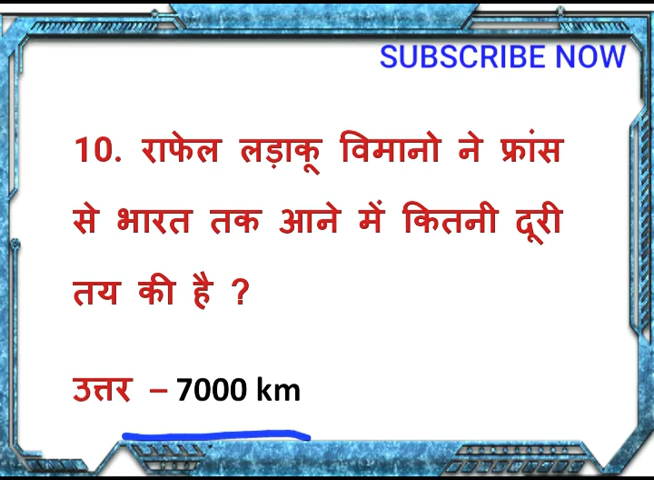 SUBSCRIBE NOW
10. राफेल लड़ाकू विमानो ने फ्रांस
से भारत तक आने में कितनी दूरी
तय की है ?
उत्तर – 7000 km